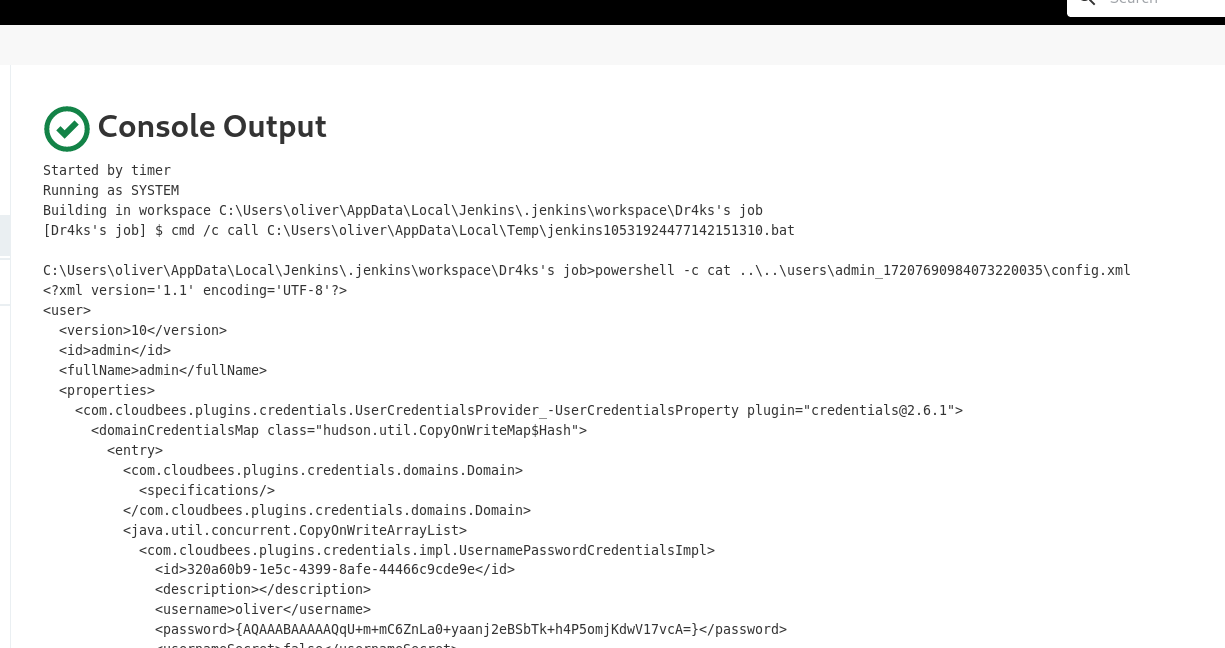 Search
Console Output
Started by timer
Running as SYSTEM
Building in workspace C:\Users\oliver\AppData\Local\Jenkins\.jenkins\workspace\Dr4ks's job
[Dr4ks's job] $ cmd /c call C:\Users\oliver\AppData\Local\Temp\jenkins10531924477142151310.bat
C:\Users\oliver\AppData\Local\Jenkins\.jenkins\workspace\Dr4ks's job>powershell -c cat ..\..\users\admin_17207690984073220035\config.xml
<?xml version='1.1' encoding='UTF-8'?>
<user>
<version>10</version>
<id>admin</id>
<fullName>admin</fullName>
<properties>
<com.cloudbees.plugins.credentials.UserCredentialsProvider_-UserCredentialsProperty plugin="credentials@2.6.1">
<domainCredentialsMap class="hudson.util.CopyOnWriteMap$Hash">
<entry>
<com.cloudbees.plugins.credentials.domains.Domain>
<specifications/>
</com.cloudbees.plugins.credentials.domains.Domain>
<java.util.concurrent.CopyOnWriteArrayList>
<com.cloudbees.plugins.credentials.impl.UsernamePasswordCredentialsImpl>
<id>320a60b9-1e5c-4399-8afe-44466c9cde9e</id>
<description></description>
<username>oliver</username>
<password>{AQAAABAAAAAQqU+m+mC6ZnLa0+yaanj2eBSbTk+h4P5omjKdwV17vcA=}</password>
<usernameSecret>false</usernameSecret>